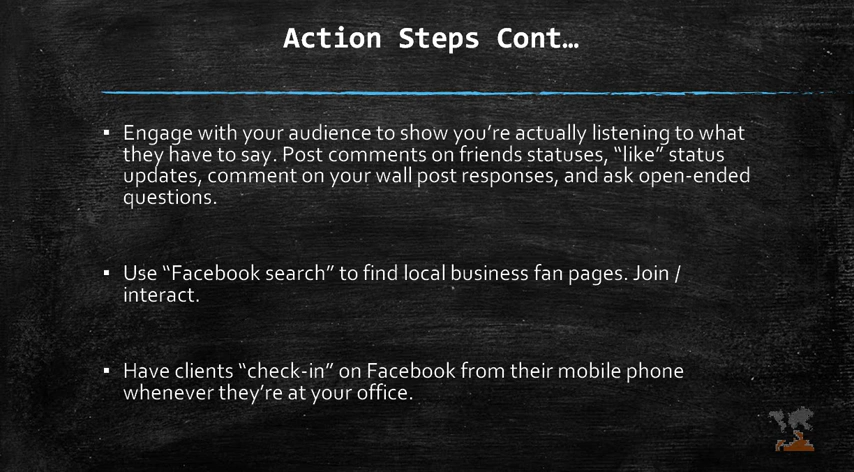 Action Steps Cont…
▪ Engage with your audience to show you’re actually listening to what
they have to say. Post comments on friends statuses, “like” status
updates, comment on your wall post responses, and ask open-ended
questions.
▪ Use “Facebook search” to find local business fan pages. Join /
interact.
▪ Have clients “check-in” on Facebook from their mobile phone
whenever they’re at your office.